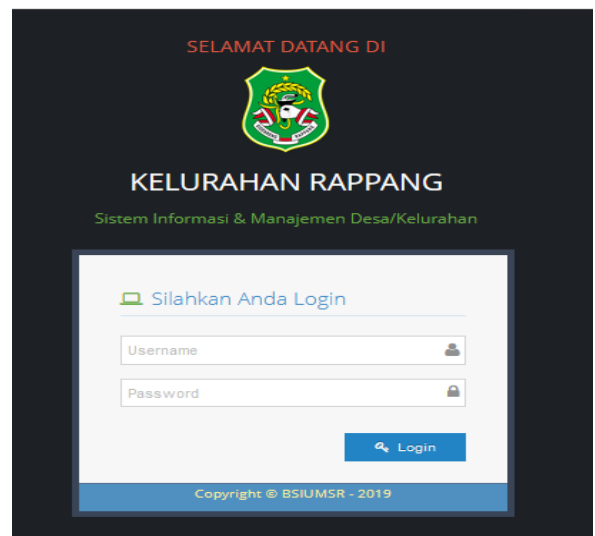 SELAMAT DATANG DI
KELURAHAN RAPPANG
Sistem Informasi & Manajemen Desa/Kelurahan
Silahkan Anda Login
Username
Password
Login
Copyright © BSIUMSR - 2019